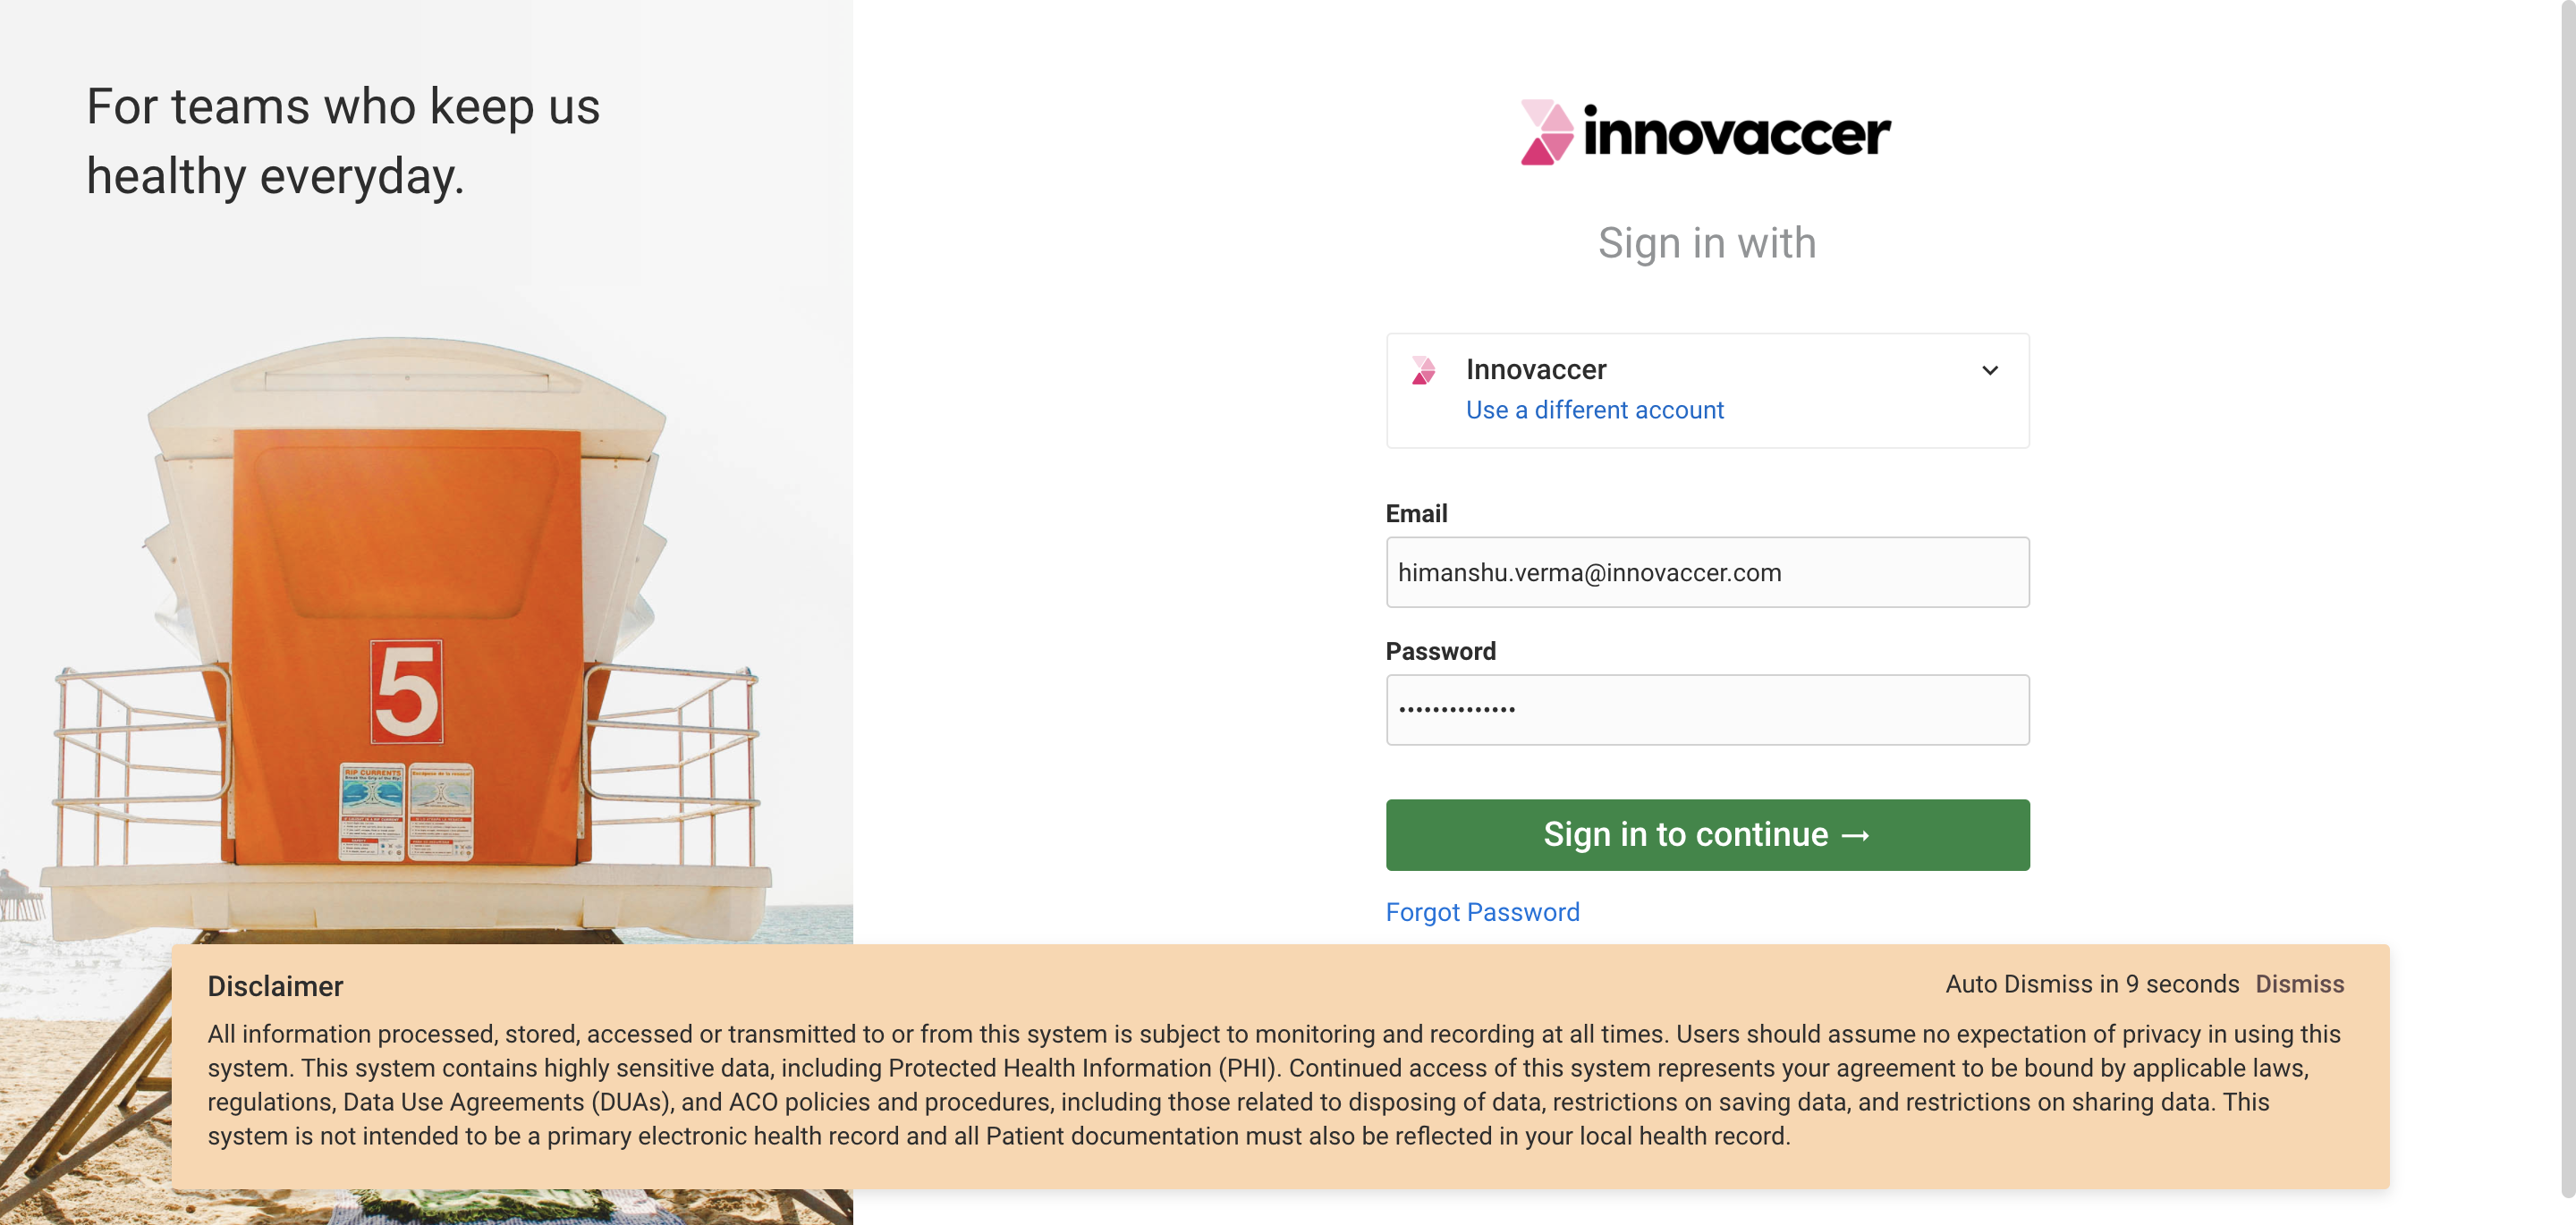 For teams who keep us
healthy everyday.
5
RIP CURRENTS
innovaccer
Sign in with
Innovaccer
Use a different account
Email
himanshu.verma@innovaccer.com
Password
••••••••••••••
Sign in to continue →
Forgot Password
Disclaimer
Auto Dismiss in 9 seconds Dismiss
All information processed, stored, accessed or transmitted to or from this system is subject to monitoring and recording at all times. Users should assume no expectation of privacy in using this
system. This system contains highly sensitive data, including Protected Health Information (PHI). Continued access of this system represents your agreement to be bound by applicable laws,
regulations, Data Use Agreements (DUAs), and ACO policies and procedures, including those related to disposing of data, restrictions on saving data, and restrictions on sharing data. This
system is not intended to be a primary electronic health record and all Patient documentation must also be reflected in your local health record.